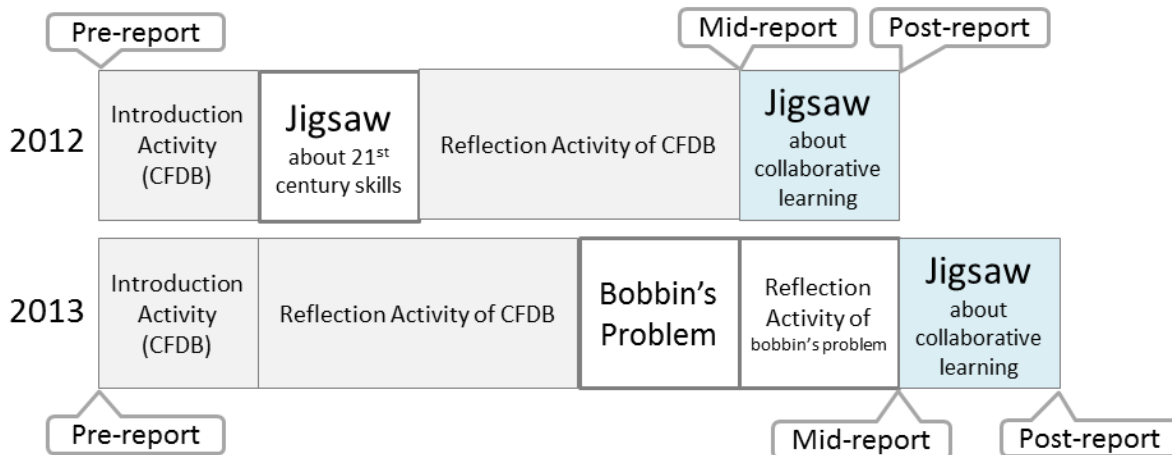 Pre-report
Mid-report
Post-report
2012
Introduction
Activity
(CFDB)
Jigsaw
about 21st
century skills
Reflection Activity of CFDB
Jigsaw
about
collaborative
learning
2013
Introduction
Activity
(CFDB)
Reflection Activity of CFDB
Bobbin's
Problem
Reflection
Activity of
bobbin's problem
Jigsaw
about
collaborative
learning
Pre-report
Mid-report
Post-report